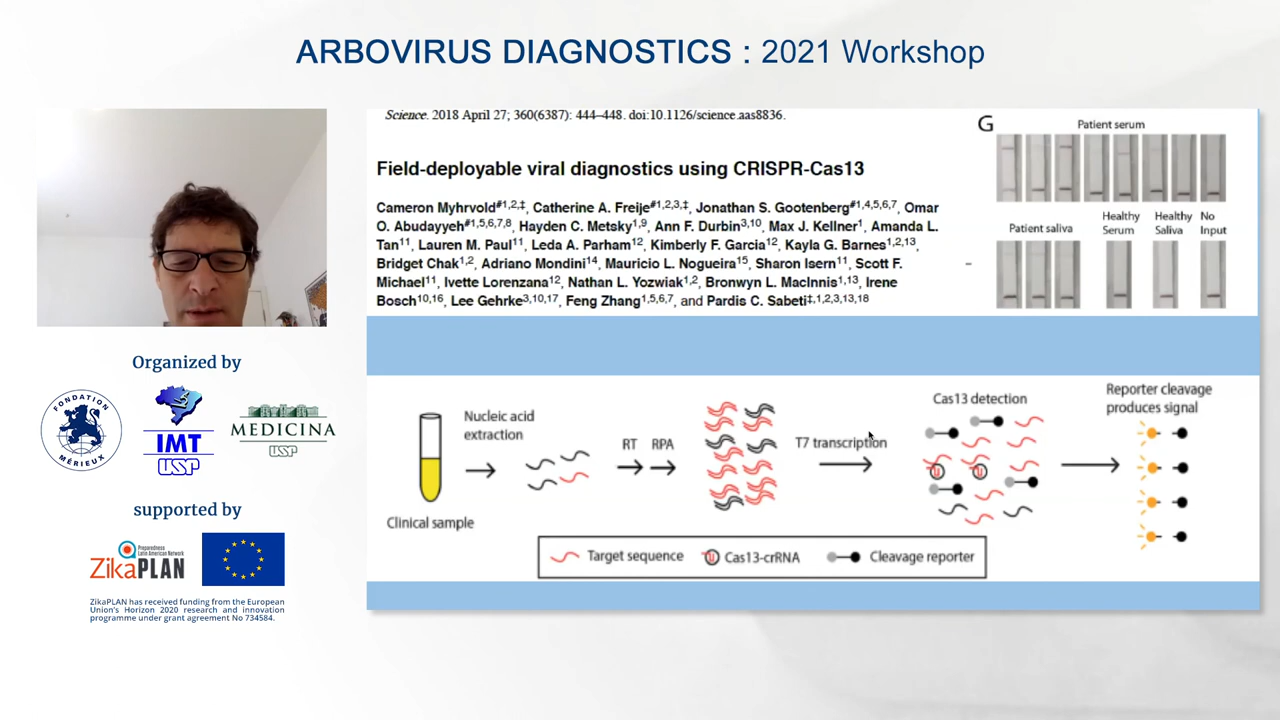 ARBOVIRUS DIAGNOSTICS : 2021 Workshop
Organized by
FONDATION
MÉRIEUX
IMT
USP
MEDICINA
USP
supported by
Preparedness
Latin American Network
ZikaPLAN
ZikaPLAN has received funding from the European
Union's Horizon 2020 research and innovation
programme under grant agreement No 734584.
Science. 2018 April 27; 360(6387): 444–448. doi:10.1126/science.aas8836.
Field-deployable viral diagnostics using CRISPR-Cas13
Cameron Myhrvold#1,2,‡, Catherine A. Freije#1,2,3,‡, Jonathan S. Gootenberg#1,4,5,6,7, Omar
O. Abudayyeh#1,5,6,7,8, Hayden C. Metsky1,9, Ann F. Durbin3,10, Max J. Kellner1, Amanda L.
Tan11, Lauren M. Paul11, Leda A. Parham12, Kimberly F. Garcia12, Kayla G. Barnes1,2,13,
Bridget Chak1,2, Adriano Mondini14, Mauricio L. Nogueira15, Sharon Isern11, Scott F.
Michael11, Ivette Lorenzana12, Nathan L. Yozwiak1,2, Bronwyn L. MacInnis1,13, Irene
Bosch10,16, Lee Gehrke3,10,17, Feng Zhang1,5,6,7, and Pardis C. Sabeti‡,1,2,3,13,18
G
Patient serum
Patient saliva
Healthy
Serum
Healthy
Saliva
No
Input
Clinical sample
Nucleic acid
extraction
RT
RPA
T7 transcription
Cas13 detection
Reporter cleavage
produces signal
Target sequence
Cas13-crRNA
Cleavage reporter